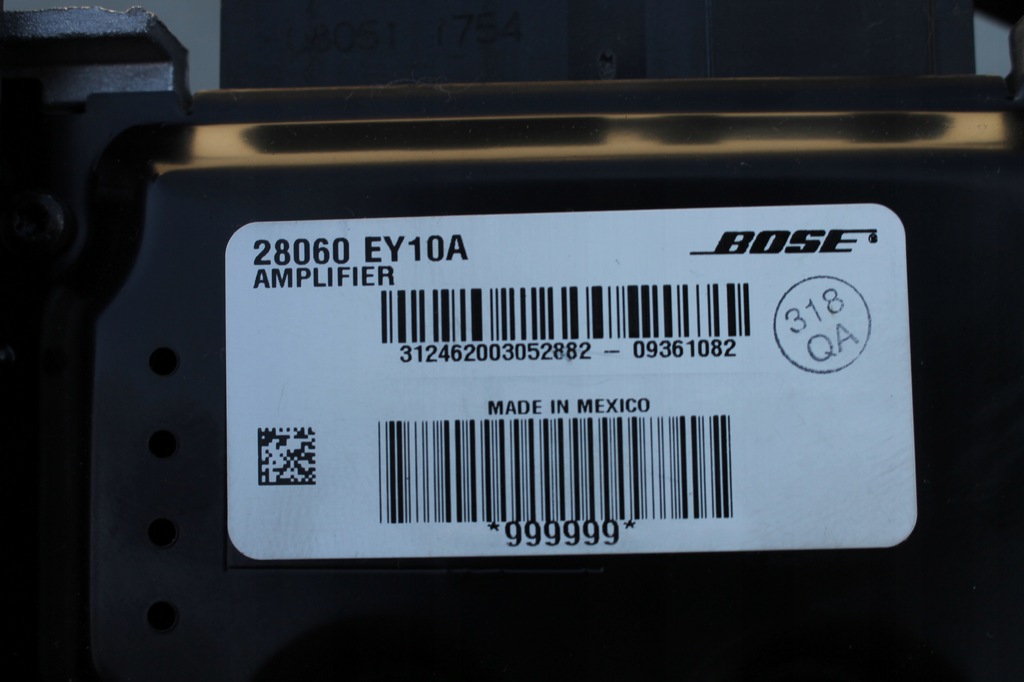 28060 EY10A
BOSE
AMPLIFIER
312462003052882 - 09361082
318
QA
MADE IN MEXICO
*999999*